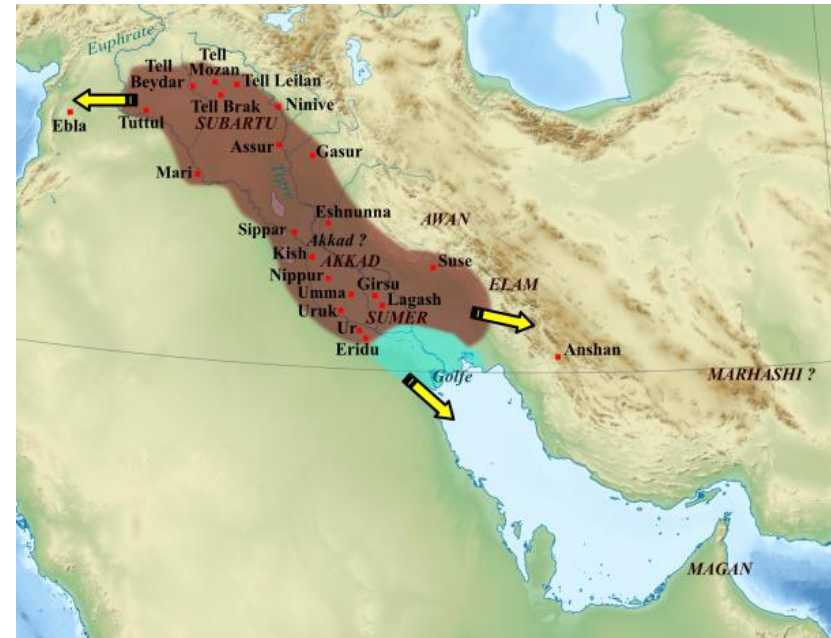 Euphrate
Tell
Mozan
Tell
Beydar
Tell Leilan
Tell Brak
Ninive
Ebla
Tuttul
SUBARTU
Assur
Gasur
Mari
Tigre
Eshnunna
AWAN
Sippar
Akkad ?
Kish
AKKAD
Suse
Nippur
ELAM
Umma
Girsu
Lagash
Uruk
SUMER
Ur
Eridu
Anshan
Golfe
MARHASHI ?
MAGAN